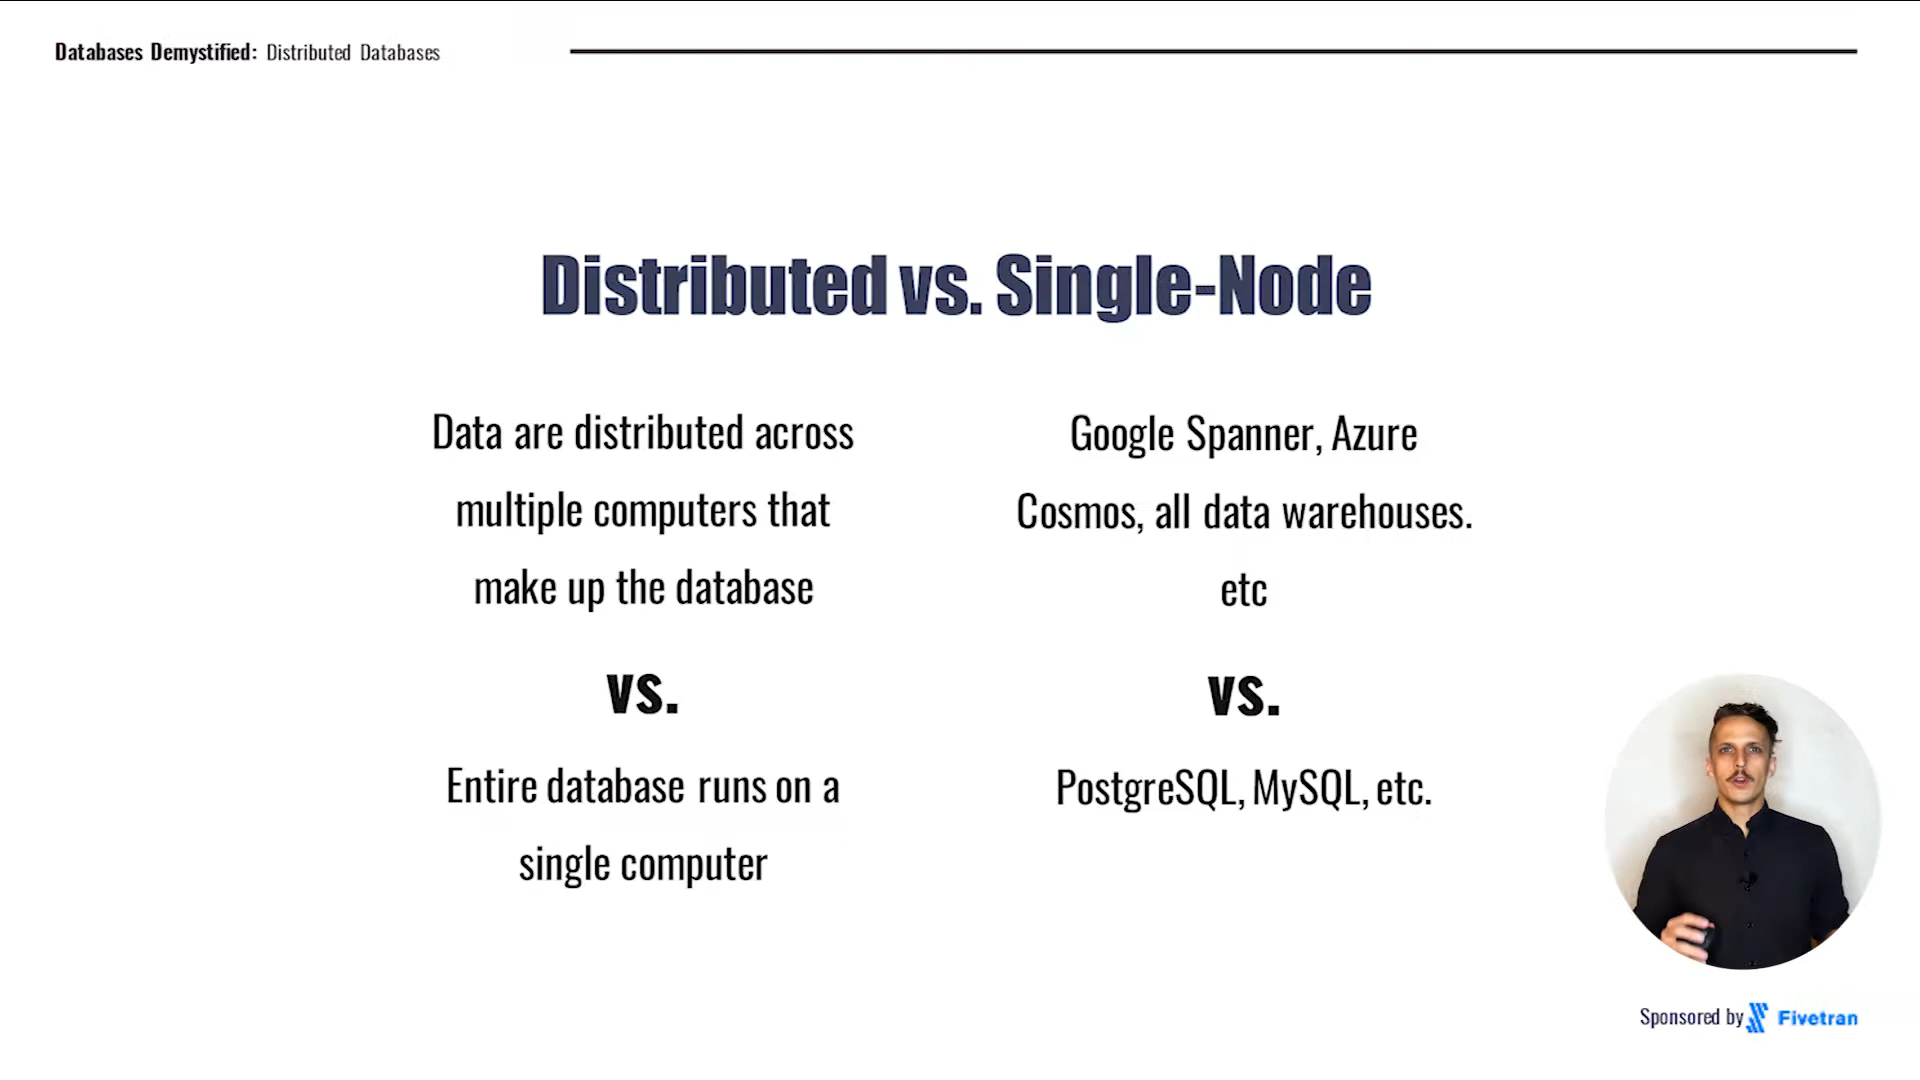 Databases Demystified: Distributed Databases
Distributed vs. Single-Node
Data are distributed across
multiple computers that
make up the database
vs.
Entire database runs on a
single computer
Google Spanner, Azure
Cosmos, all data warehouses.
etc
vs.
PostgreSQL, MySQL, etc.
Sponsored by Fivetran